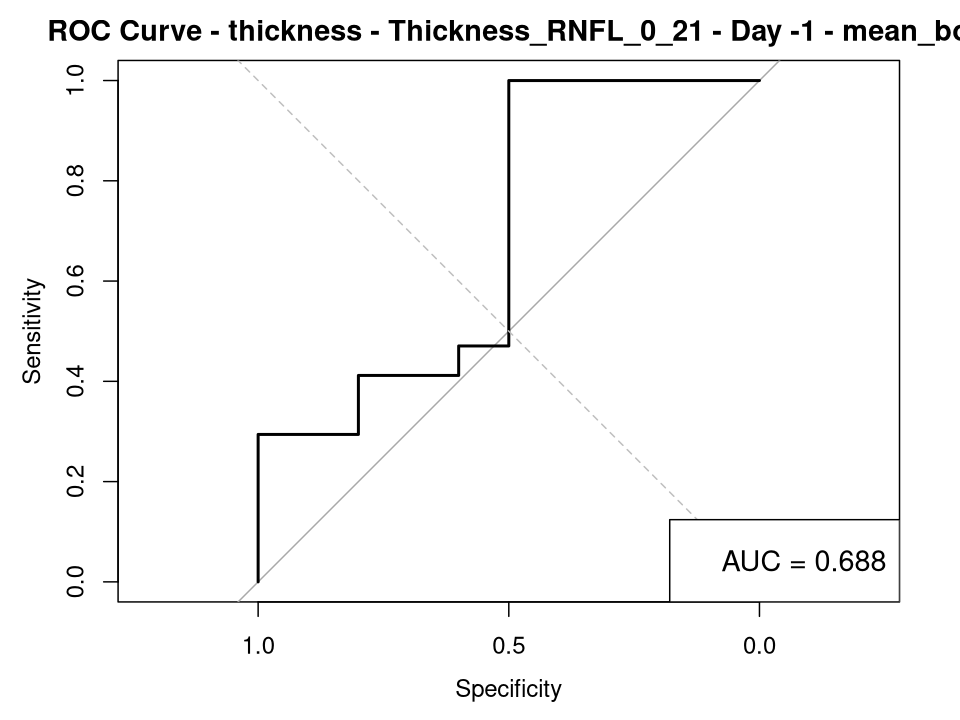 ROC Curve - thickness - Thickness_RNFL_0_21 - Day -1 - mean_bo
Sensitivity
1.0
0.8
0.6
0.4
0.2
0.0
AUC = 0.688
1.0 0.5 0.0
Specificity